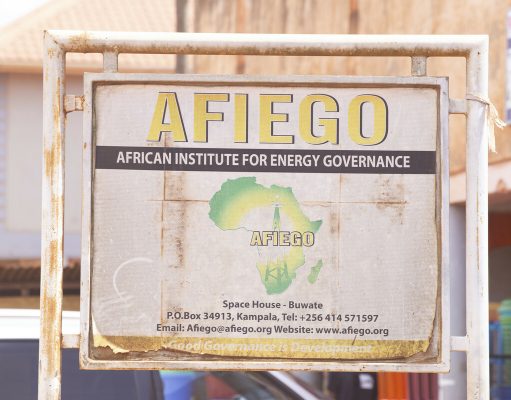 AFIEGO
AFRICAN INSTITUTE FOR ENERGY GOVERNANCE
AFIEGO
Space House - Buwate
P.O.Box 34913, Kampala, Tel: +256 414 571597
Email: Afiego@afiego.org Website: www.afiego.org
Good Governance is Development